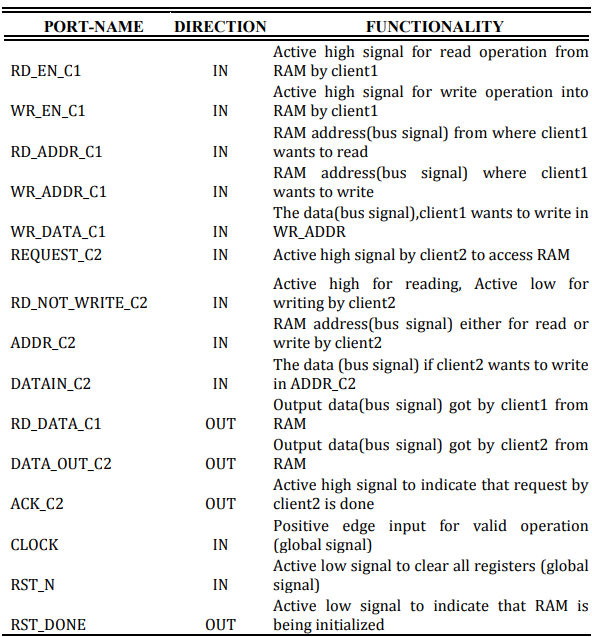 PORT-NAME DIRECTION FUNCTIONALITY
Active high signal for read operation from
RD_EN_C1 IN RAM by client1
Active high signal for write operation into
WR_EN_C1 IN RAM by client1
RAM address(bus signal) from where client1
RD_ADDR_C1 IN wants to read
RAM address(bus signal) where client1
WR_ADDR_C1 IN wants to write
The data(bus signal),client1 wants to write in
WR_DATA_C1 IN WR_ADDR
REQUEST_C2 IN Active high signal by client2 to access RAM
Active high for reading, Active low for
RD_NOT_WRITE_C2 IN writing by client2
RAM address(bus signal) either for read or
ADDR_C2 IN write by client2
The data (bus signal) if client2 wants to write
DATAIN_C2 IN in ADDR_C2
Output data(bus signal) got by client1 from
RD_DATA_C1 OUT RAM
Output data(bus signal) got by client2 from
DATA_OUT_C2 OUT RAM
Active high signal to indicate that request by
ACK_C2 OUT client2 is done
Positive edge input for valid operation
CLOCK IN (global signal)
Active low signal to clear all registers (global
RST_N IN signal)
Active low signal to indicate that RAM is
RST_DONE OUT being initialized